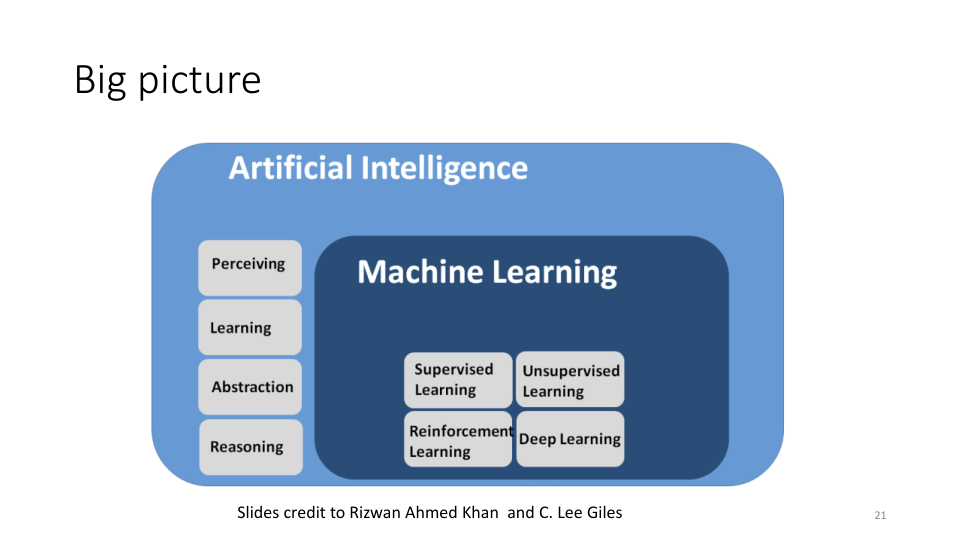 Big picture
Artificial Intelligence
Perceiving
Learning
Abstraction
Reasoning
Machine Learning
Supervised
Learning
Unsupervised
Learning
Reinforcement
Learning
Deep Learning
Slides credit to Rizwan Ahmed Khan and C. Lee Giles
21